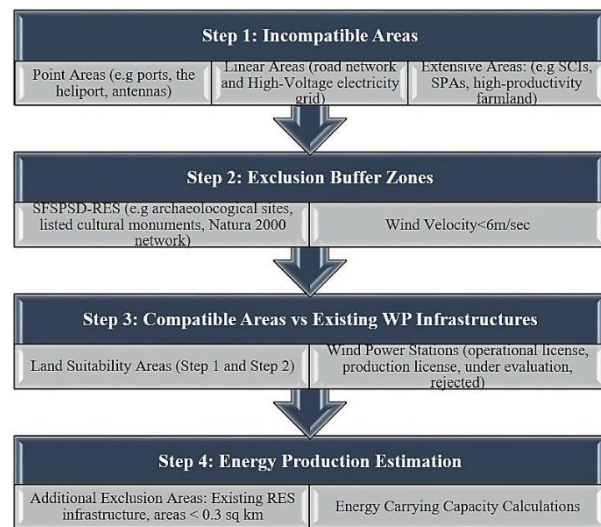 Step 1: Incompatible Areas
Point Areas (e.g ports, the
heliport, antennas)
Linear Areas (road network
and High-Voltage electricity
grid)
Extensive Areas: (e.g SCIs,
SPAs, high-productivity
farmland)
Step 2: Exclusion Buffer Zones
SFSPSD-RES (e.g archaeolocogical sites,
listed cultural monuments, Natura 2000
network)
Wind Velocity<6m/sec
Step 3: Compatible Areas vs Existing WP Infrastructures
Land Suitability Areas (Step 1 and Step 2)
Wind Power Stations (operational license,
production license, under evaluation,
rejected)
Step 4: Energy Production Estimation
Additional Exclusion Areas: Existing RES
infrastructure, areas < 0.3 sq km
Energy Carrying Capacity Calculations